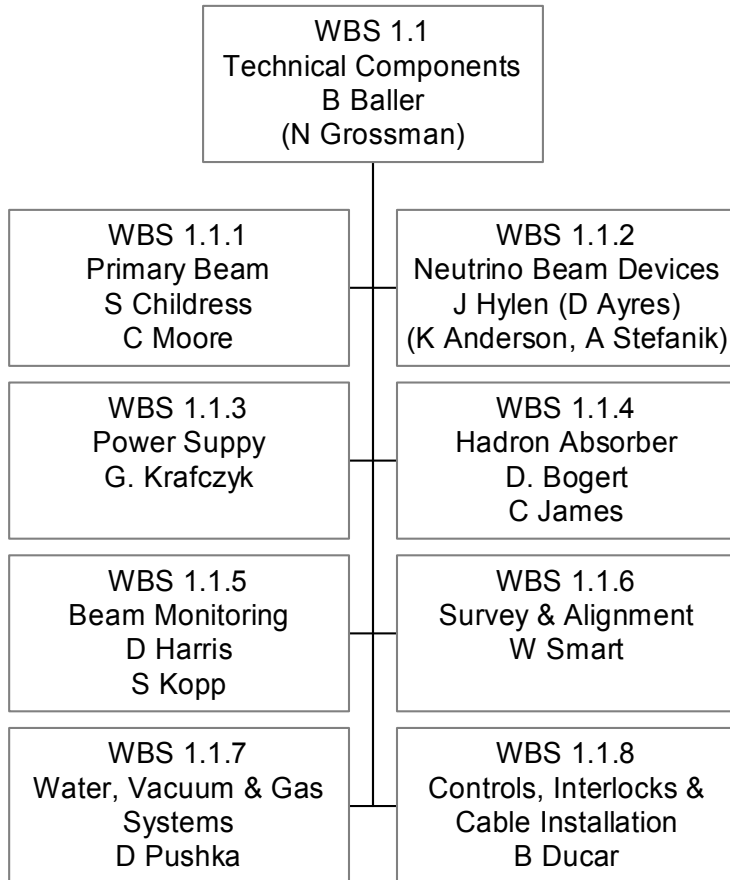 WBS 1.1
Technical Components
B Baller
(N Grossman)
WBS 1.1.1
Primary Beam
S Childress
C Moore
WBS 1.1.2
Neutrino Beam Devices
J Hylen (D Ayres)
(K Anderson, A Stefanik)
WBS 1.1.3
Power Suppy
G. Krafczyk
WBS 1.1.4
Hadron Absorber
D. Bogert
C James
WBS 1.1.5
Beam Monitoring
D Harris
S Kopp
WBS 1.1.6
Survey & Alignment
W Smart
WBS 1.1.7
Water, Vacuum & Gas
Systems
D Pushka
WBS 1.1.8
Controls, Interlocks &
Cable Installation
B Ducar